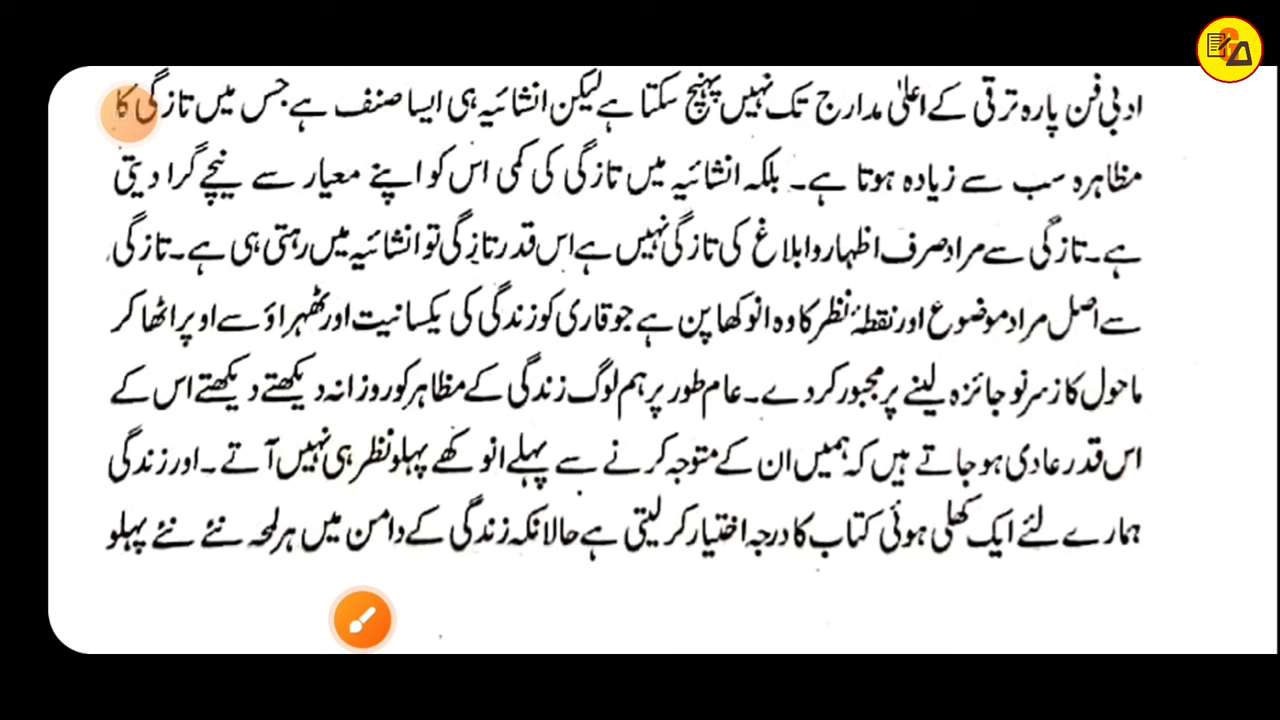 ادبی فن پارہ ترقی کے اعلیٰ مدارج تک نہیں پہنچ سکتا ہے لیکن انشائیہ ہی ایسا صنف ہے جس میں تازگی کا
مظاہرہ سب سے زیادہ ہوتا ہے۔ بلکہ انشائیہ میں تازگی کی کمی اس کو اپنے معیار سے نیچے گرا دیتی
ہے۔ تازگی سے مراد صرف اظہار و ابلاغ کی تازگی نہیں ہے اس قدر تازگی تو انشائیہ میں رہتی ہی ہے۔ تازگی
سے اصل مراد موضوع اور نقطۂ نظر کا وہ انوکھا پن ہے جو قاری کو زندگی کی یکسانیت اور ٹھہراؤ سے اوپر اٹھا کر
ماحول کا زسر نو جائزہ لینے پر مجبور کر دے۔ عام طور پر ہم لوگ زندگی کے مظاہر کو روزانہ دیکھتے دیکھتے اس کے
اس قدر عادی ہو جاتے ہیں کہ ہمیں ان کے متوجہ کرنے سے پہلے انوکھے پہلو نظر ہی نہیں آتے۔ اور زندگی
ہمارے لئے ایک کھلی ہوئی کتاب کا درجہ اختیار کر لیتی ہے حالانکہ زندگی کے دامن میں ہر لمحہ نئے نئے پہلو